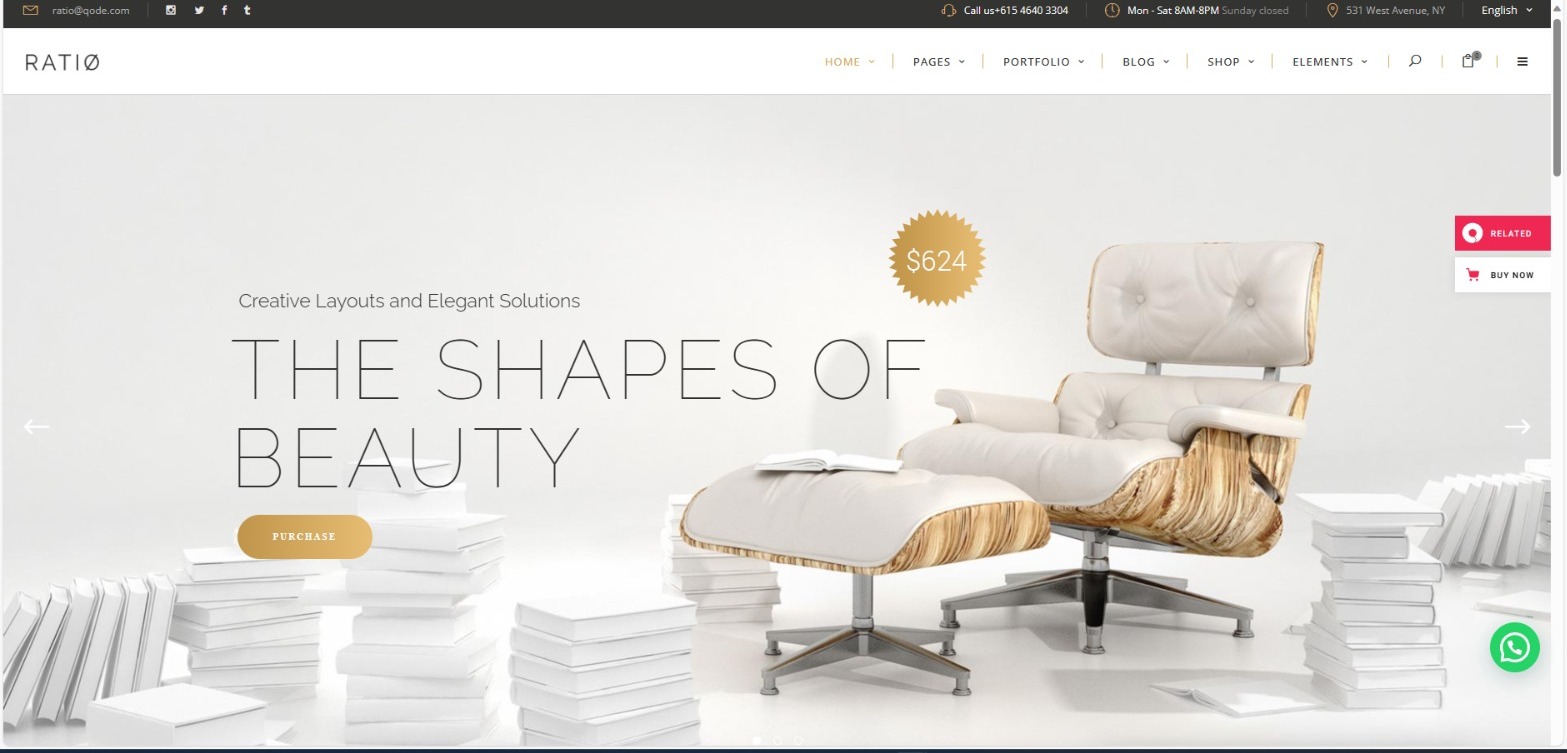 ratio@qode.com
Call us+615 4640 3304
Mon - Sat 8AM-8PM Sunday closed
531 West Avenue, NY
English
RATIØ
HOME
PAGES
PORTFOLIO
BLOG
SHOP
ELEMENTS
0
$624
RELATED
BUY NOW
Creative Layouts and Elegant Solutions
THE SHAPES OF
BEAUTY
PURCHASE